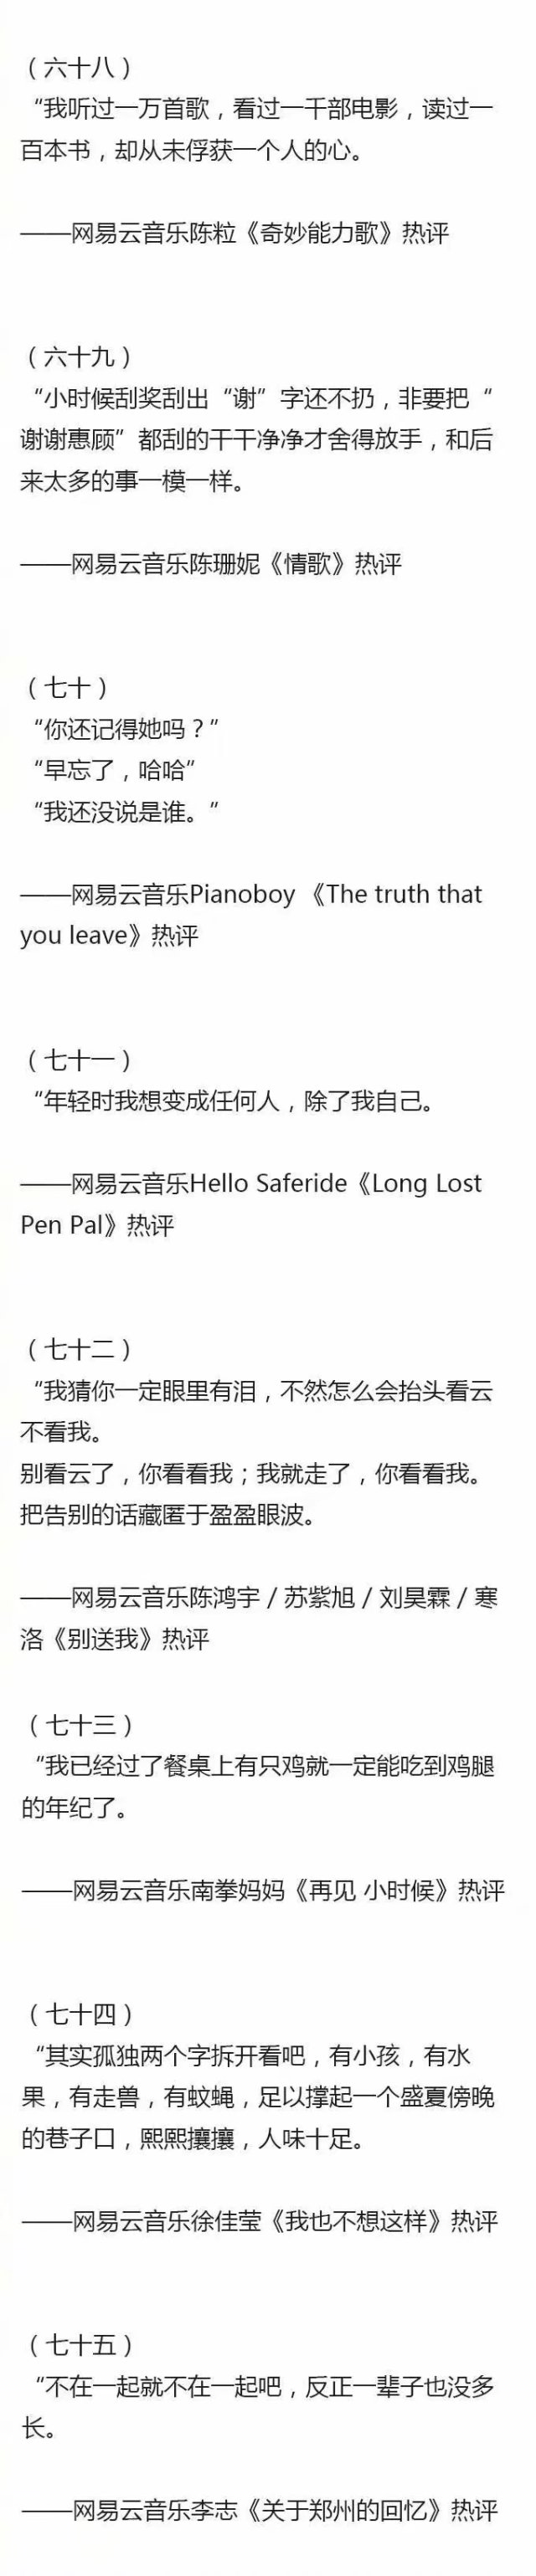 （六十八）
“我听过一万首歌，看过一千部电影，读过一
百本书，却从未俘获一个人的心。
——网易云音乐陈粒《奇妙能力歌》热评
（六十九）
“小时候刮奖刮出“谢”字还不扔，非要把“
谢谢惠顾”都刮的干干净净才舍得放手，和后
来太多的事一模一样。
——网易云音乐陈珊妮《情歌》热评
（七十）
“你还记得她吗？”
“早忘了，哈哈”
“我还没说是谁。”
——网易云音乐Pianoboy 《The truth that
you leave》热评
（七十一）
“年轻时我想变成任何人，除了我自己。
——网易云音乐Hello Saferide《Long Lost
Pen Pal》热评
（七十二）
“我猜你一定眼里有泪，不然怎么会抬头看云
不看我。
别看云了，你看看我；我就走了，你看看我。
把告别的话藏匿于盈盈眼波。
——网易云音乐陈鸿宇 / 苏紫旭 / 刘昊霖 / 寒
洛《别送我》热评
（七十三）
“我已经过了餐桌上有只鸡就一定能吃到鸡腿
的年纪了。
——网易云音乐南拳妈妈《再见 小时候》热评
（七十四）
“其实孤独两个字拆开看吧，有小孩，有水
果，有走兽，有蚊蝇，足以撑起一个盛夏傍晚
的巷子口，熙熙攘攘，人味十足。
——网易云音乐徐佳莹《我也不想这样》热评
（七十五）
“不在一起就不在一起吧，反正一辈子也没多
长。
——网易云音乐李志《关于郑州的回忆》热评